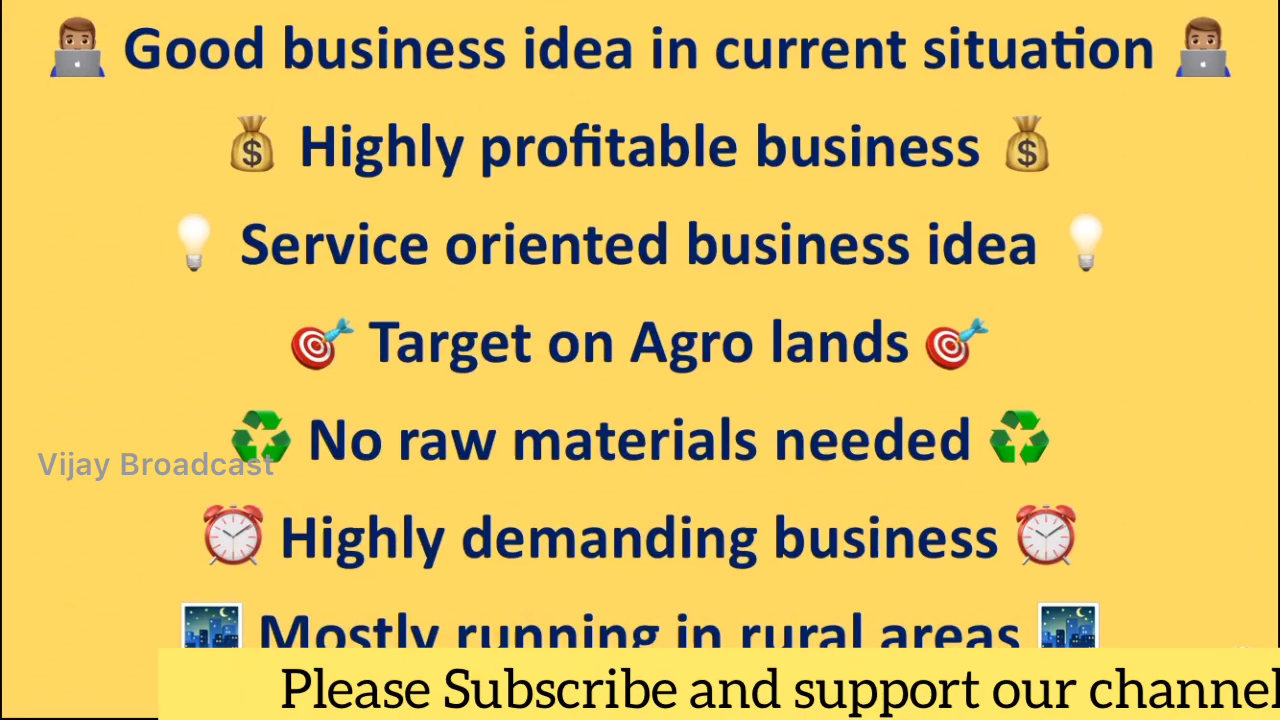 Good business idea in current situation
Highly profitable business
Service oriented business idea
Target on Agro lands
No raw materials needed
Vijay Broadcast
Highly demanding business
Mostly running in rural areas
Please Subscribe and support our channel